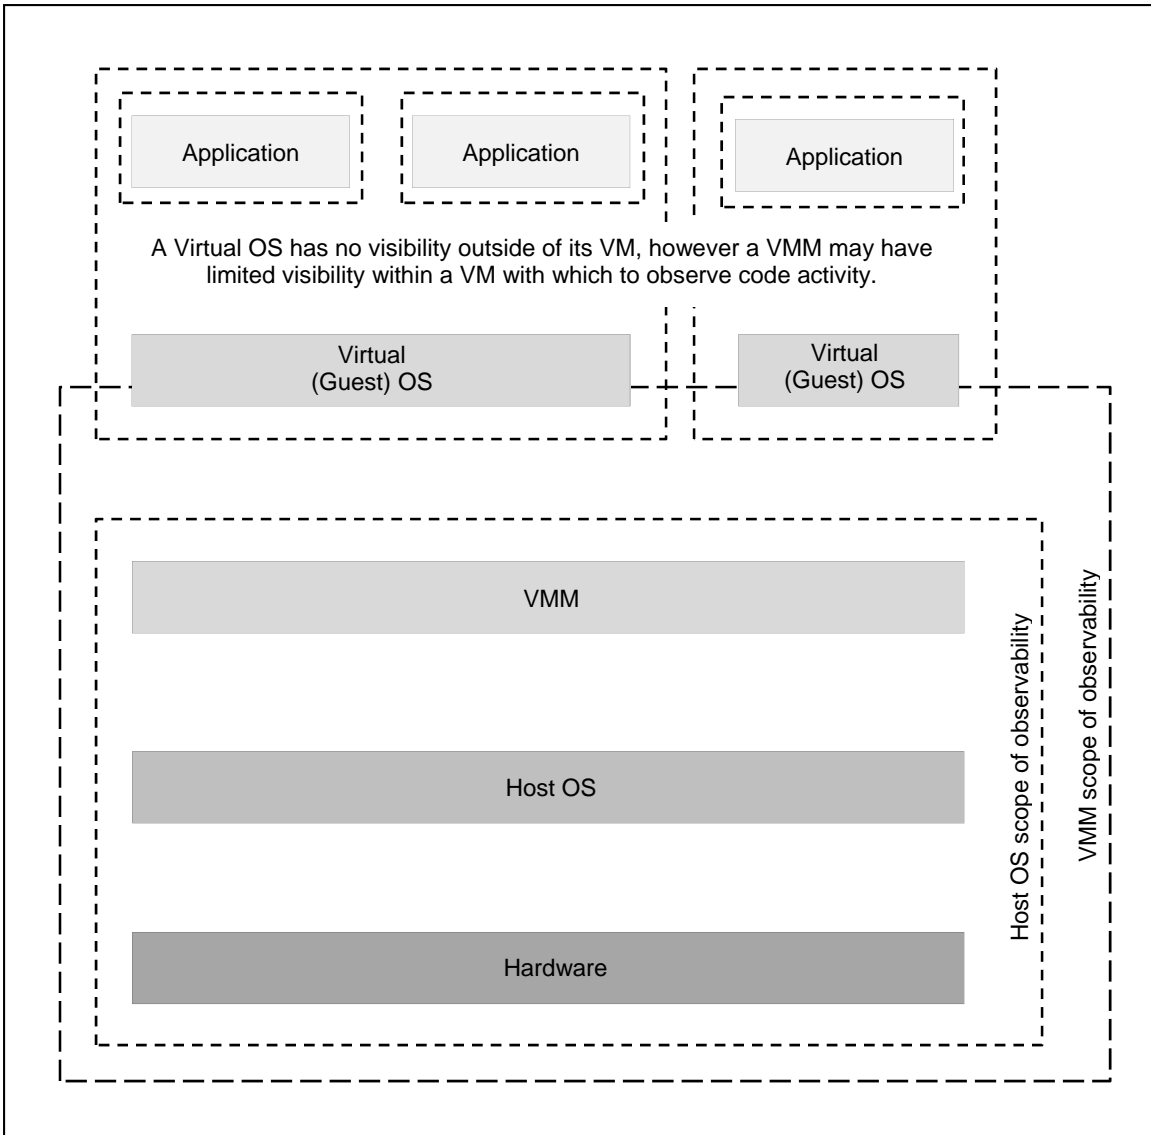 Application
Application
Application
A Virtual OS has no visibility outside of its VM, however a VMM may have
limited visibility within a VM with which to observe code activity.
Virtual
(Guest) OS
Virtual
(Guest) OS
VMM
Host OS
Hardware
Host OS scope of observability
VMM scope of observability